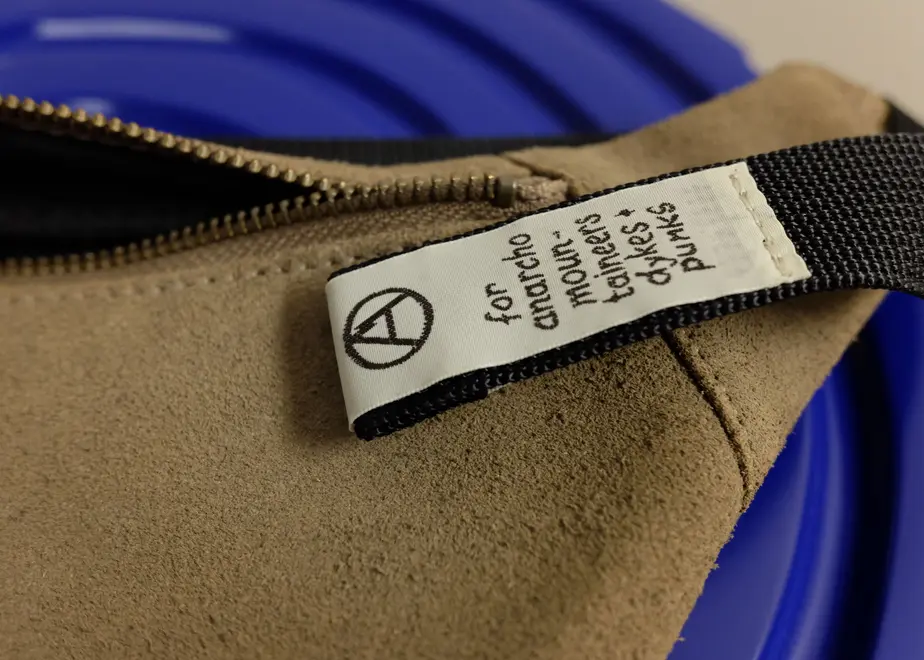 A
for
anarcho
moun-
taineers
dykes +
punks